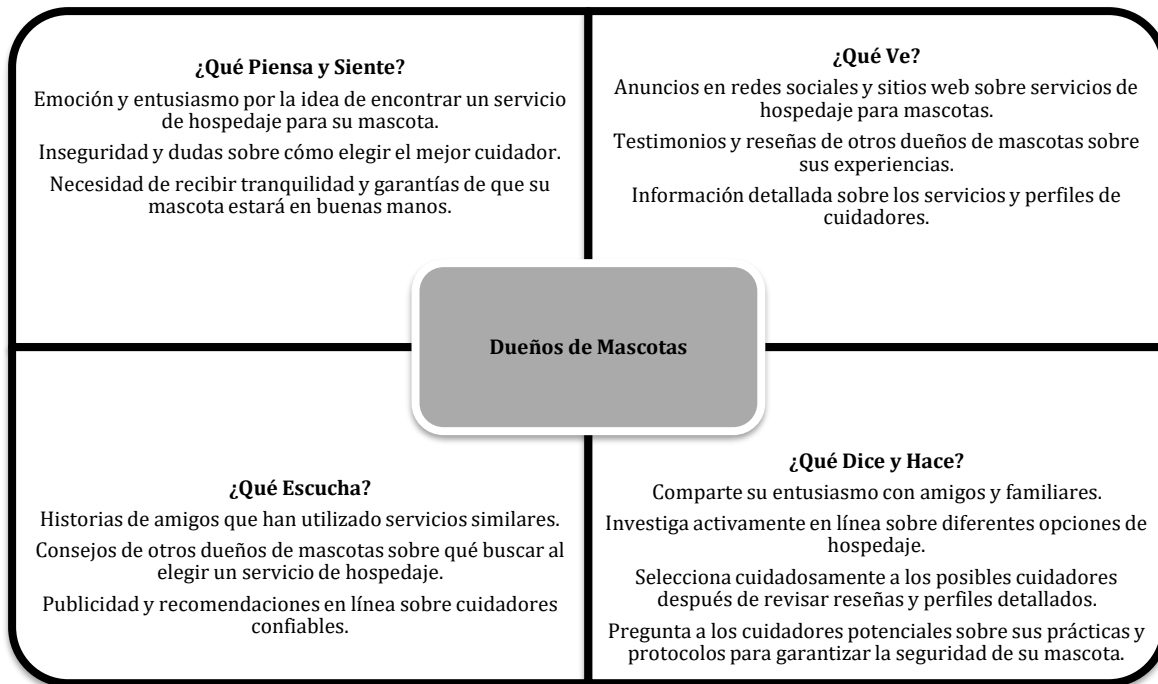 ¿Qué Piensa y Siente?
Emoción y entusiasmo por la idea de encontrar un servicio
de hospedaje para su mascota.
Inseguridad y dudas sobre cómo elegir el mejor cuidador.
Necesidad de recibir tranquilidad y garantías de que su
mascota estará en buenas manos.
¿Qué Ve?
Anuncios en redes sociales y sitios web sobre servicios de
hospedaje para mascotas.
Testimonios y reseñas de otros dueños de mascotas sobre
sus experiencias.
Información detallada sobre los servicios y perfiles de
cuidadores.
Dueños de Mascotas
¿Qué Escucha?
Historias de amigos que han utilizado servicios similares.
Consejos de otros dueños de mascotas sobre qué buscar al
elegir un servicio de hospedaje.
Publicidad y recomendaciones en línea sobre cuidadores
confiables.
¿Qué Dice y Hace?
Comparte su entusiasmo con amigos y familiares.
Investiga activamente en línea sobre diferentes opciones de
hospedaje.
Selecciona cuidadosamente a los posibles cuidadores
después de revisar reseñas y perfiles detallados.
Pregunta a los cuidadores potenciales sobre sus prácticas y
protocolos para garantizar la seguridad de su mascota.